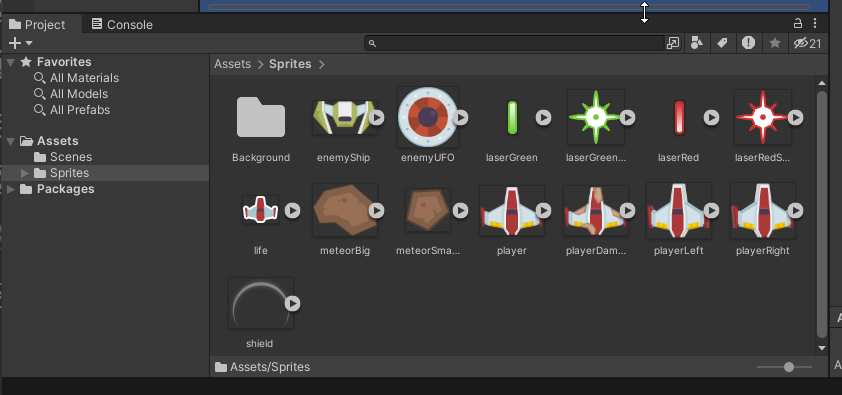 Project
Console
21
Favorites
All Materials
All Models
All Prefabs
Assets
Scenes
Sprites
Packages
Assets > Sprites >
Background
enemyShip
enemyUFO
laserGreen
laserGreen...
laserRed
laserRedS...
life
meteorBig
meteorSma...
player
playerDam...
playerLeft
playerRight
shield
Assets/Sprites
A
A